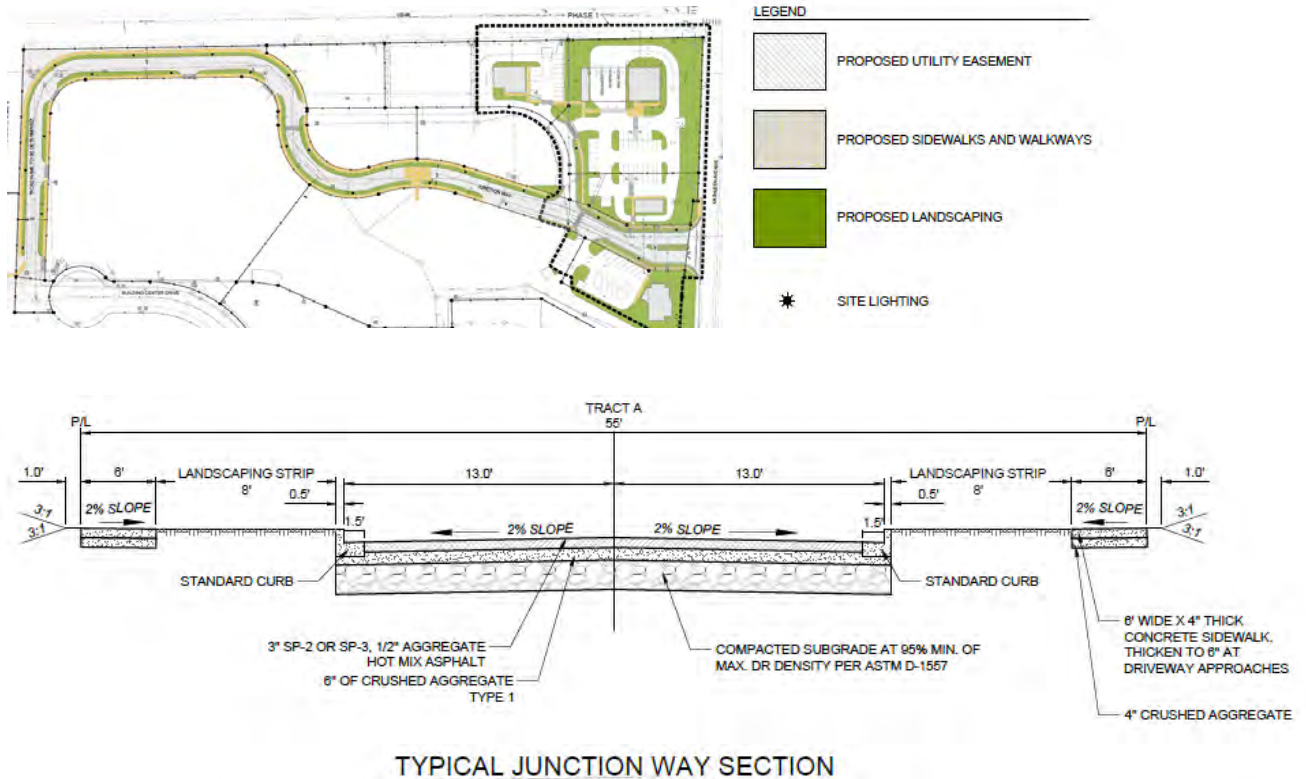 PHASE 1
JUNCTION WAY
BUILDING CENTER DRIVE
LEGEND
PROPOSED UTILITY EASEMENT
PROPOSED SIDEWALKS AND WALKWAYS
PROPOSED LANDSCAPING
SITE LIGHTING
TRACT A
P/L
55'
P/L
1.0'
6'
LANDSCAPING STRIP
8'
0.5'
13.0'
13.0'
0.5'
LANDSCAPING STRIP
8'
6'
1.0'
3:1
3:1
2% SLOPE
1.5'
2% SLOPE
2% SLOPE
1.5'
2% SLOPE
3:1
3:1
STANDARD CURB
STANDARD CURB
3" SP-2 OR SP-3, 1/2" AGGREGATE
HOT MIX ASPHALT
6" OF CRUSHED AGGREGATE
TYPE 1
COMPACTED SUBGRADE AT 95% MIN. OF
MAX. DR DENSITY PER ASTM D-1557
6' WIDE X 4" THICK
CONCRETE SIDEWALK.
THICKEN TO 6" AT
DRIVEWAY APPROACHES
4" CRUSHED AGGREGATE
TYPICAL JUNCTION WAY SECTION